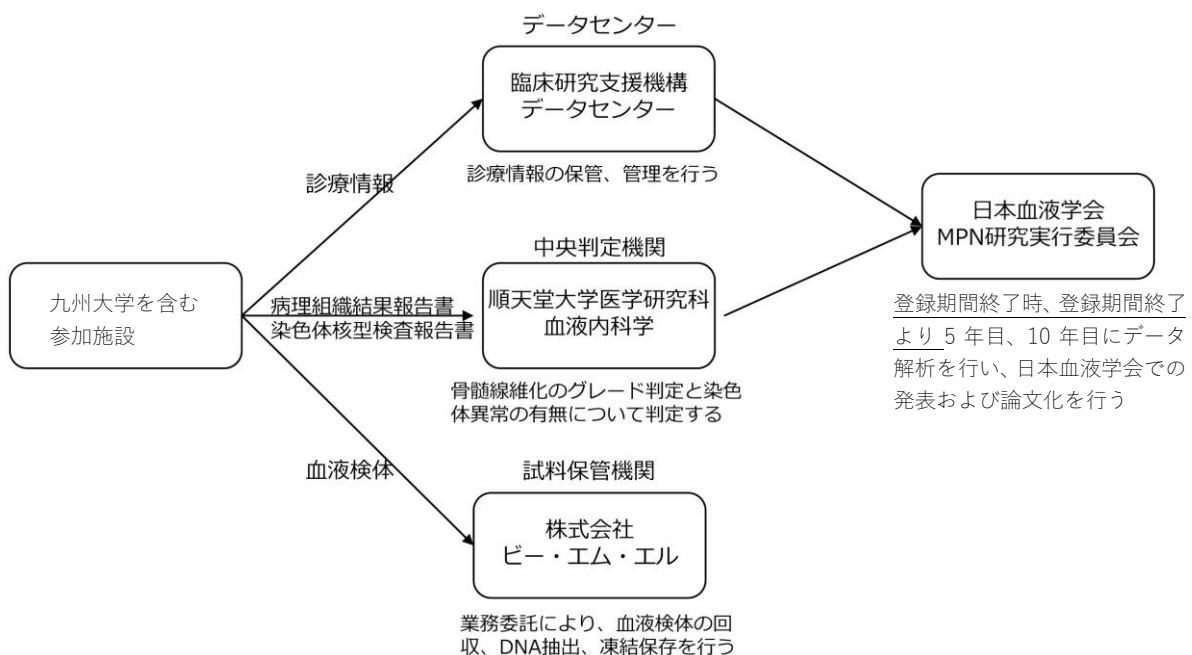 データセンター
臨床研究支援機構
データセンター
診療情報の保管、管理を行う
診療情報
日本血液学会
MPN研究実行委員会
中央判定機関
九州大学を含む
参加施設
病理組織結果報告書
染色体核型検査報告書
順天堂大学医学研究科
血液内科学
登録期間終了時、登録期間終了
より 5 年目、10 年目にデータ
解析を行い、日本血液学会での
発表および論文化を行う
骨髄線維化のグレード判定と染色
体異常の有無について判定する
血液検体
試料保管機関
株式会社
ビー・エム・エル
業務委託により、血液検体の回
収、DNA抽出、凍結保存を行う